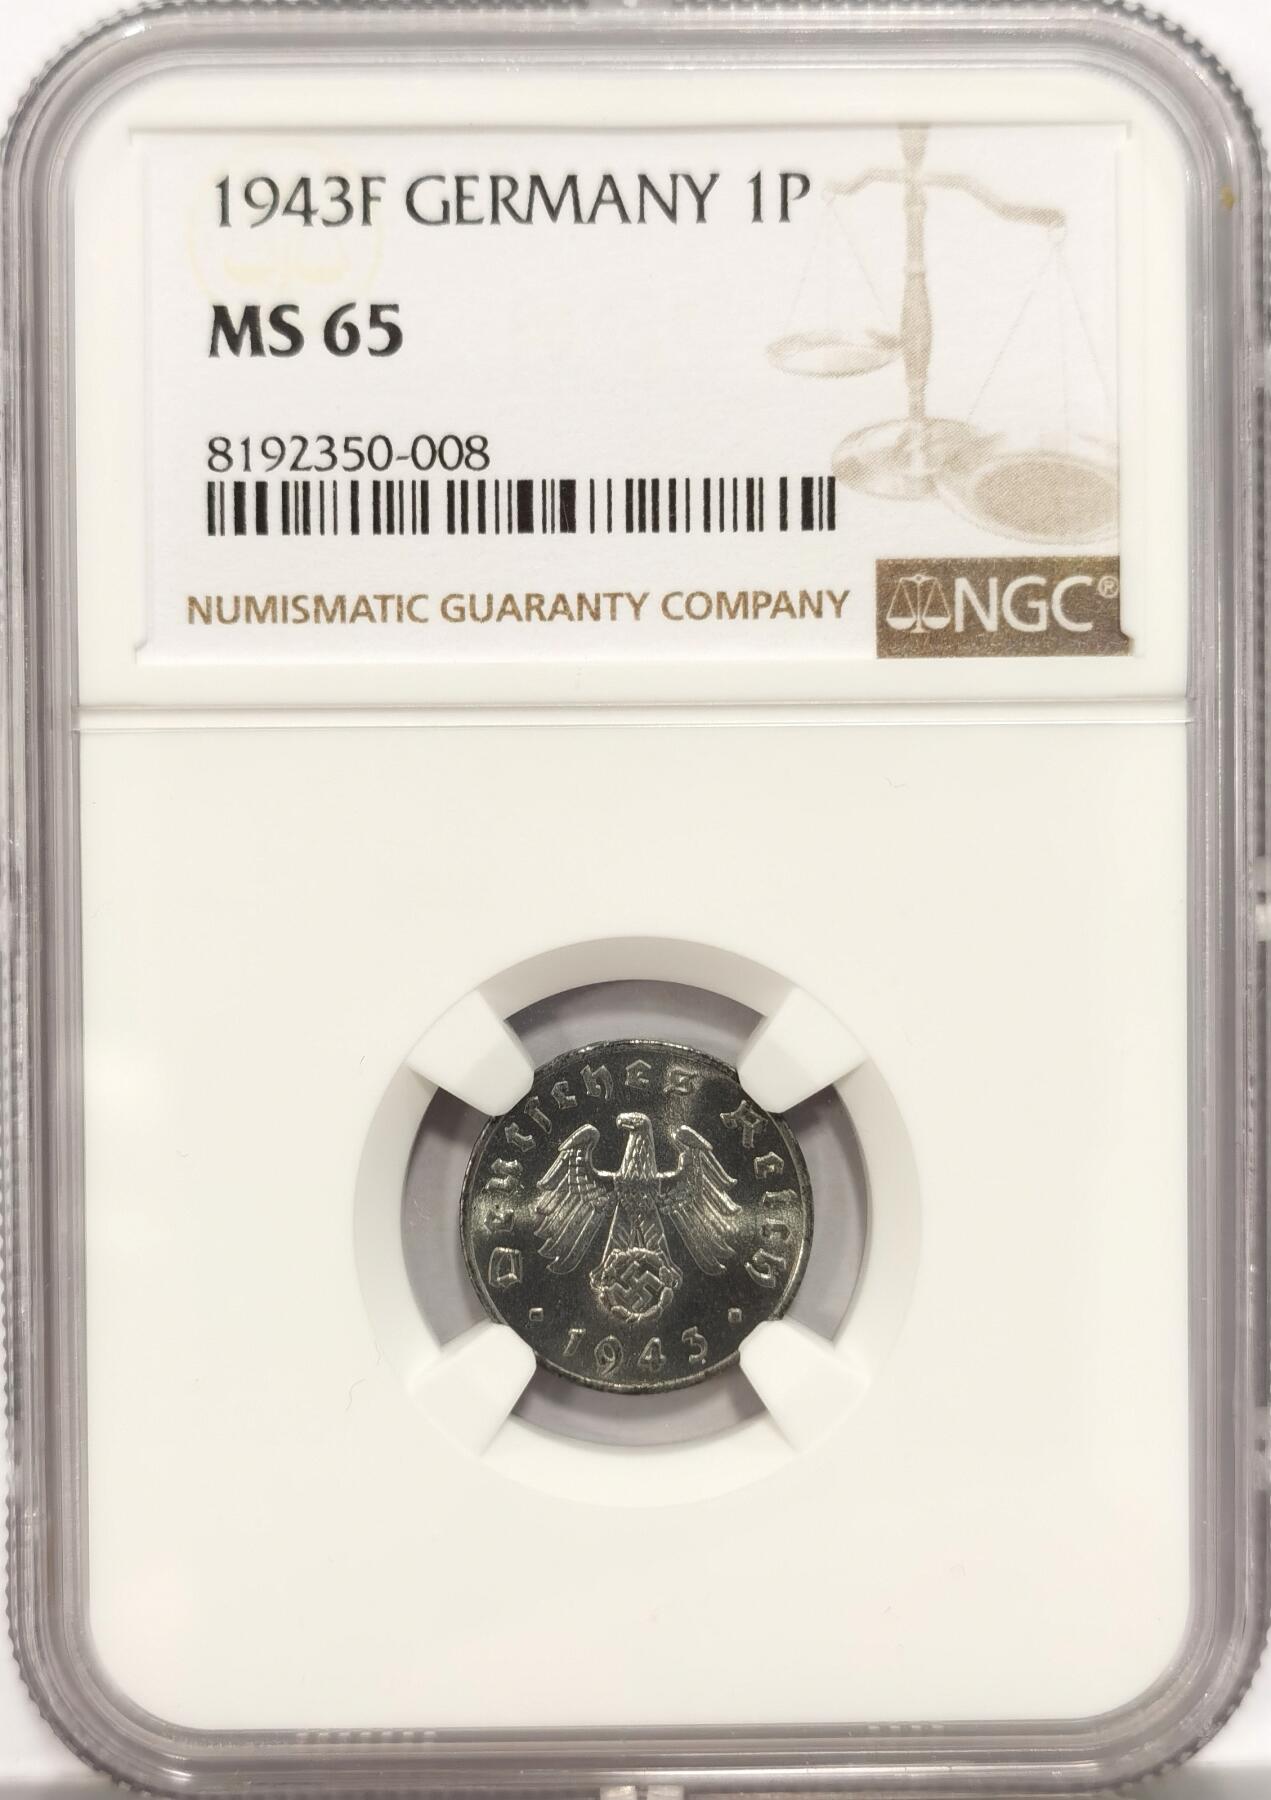 1943F GERMANY 1P
MS 65
8192350-008
NUMISMATIC GUARANTY COMPANY
NGC®
Deutsches Reich
1943